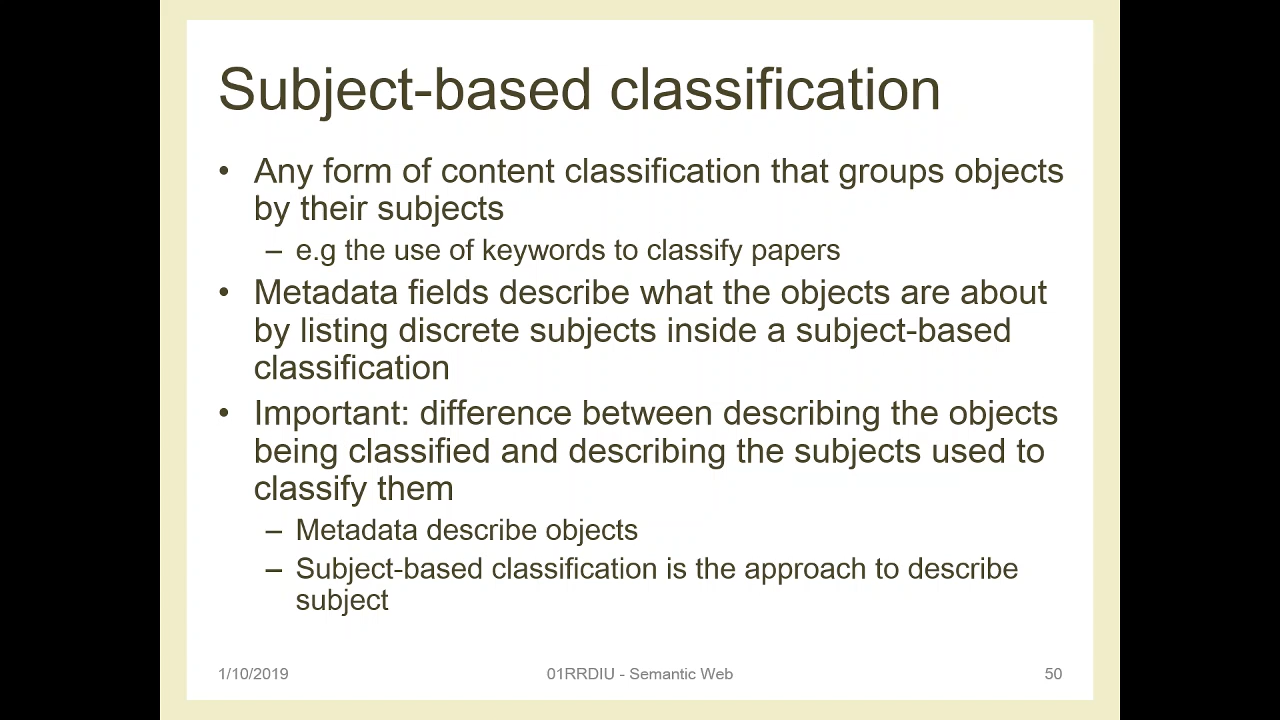 Subject-based classification
• Any form of content classification that groups objects
by their subjects
– e.g the use of keywords to classify papers
• Metadata fields describe what the objects are about
by listing discrete subjects inside a subject-based
classification
• Important: difference between describing the objects
being classified and describing the subjects used to
classify them
– Metadata describe objects
– Subject-based classification is the approach to describe
subject
1/10/2019
01RRDIU - Semantic Web
50